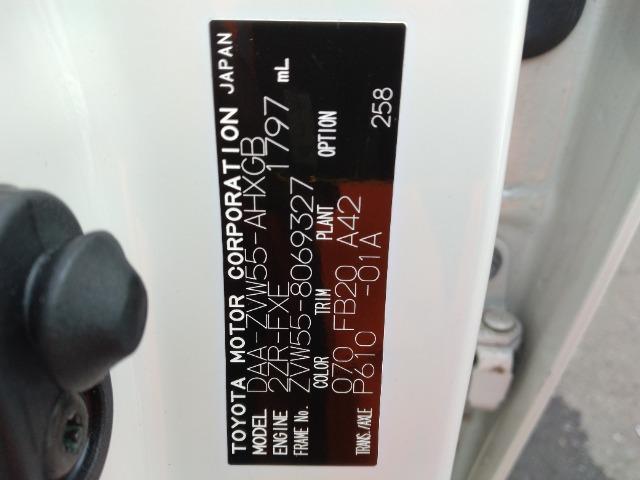 TOYOTA MOTOR CORPORATION JAPAN
MODEL DAA-ZVW55-AHXGB
ENGINE 2ZR-FXE 1797 mL
FRAME No. ZVW55-8069327
COLOR TRIM PLANT OPTION
070 FB20 A42
TRANS./AXLE P610 -01A 258